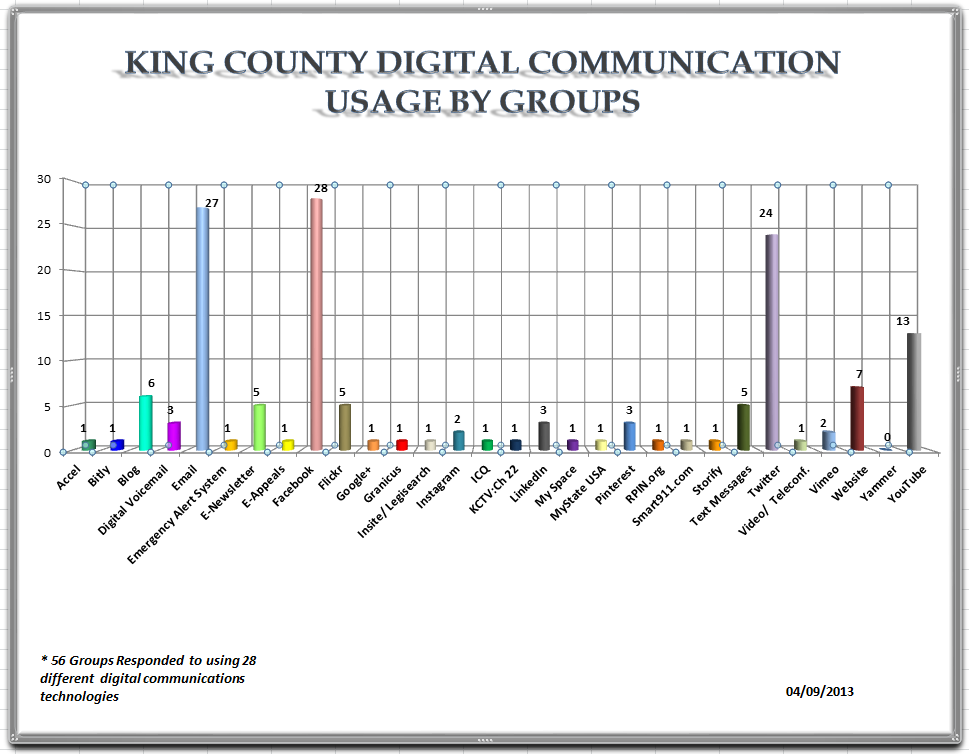 KING COUNTY DIGITAL COMMUNICATION
USAGE BY GROUPS
30
25
20
15
10
5
0
1
1
6
3
27
1
5
1
28
5
1
1
1
2
1
1
3
1
1
3
1
1
1
5
24
1
2
7
0
13
Accel
Bitly
Blog
Digital Voicemail
Email
Emergency Alert System
E-Newsletter
E-Appeals
Facebook
Flickr
Google+
Granicus
Insite/ Legisearch
Instagram
ICQ
KCTV:Ch 22
LinkedIn
My Space
MyState USA
Pinterest
RPIN.org
Smart911.com
Storify
Text Messages
Twitter
Video/ Teleconf.
Vimeo
Website
Yammer
YouTube
* 56 Groups Responded to using 28
different digital communications
technologies
04/09/2013